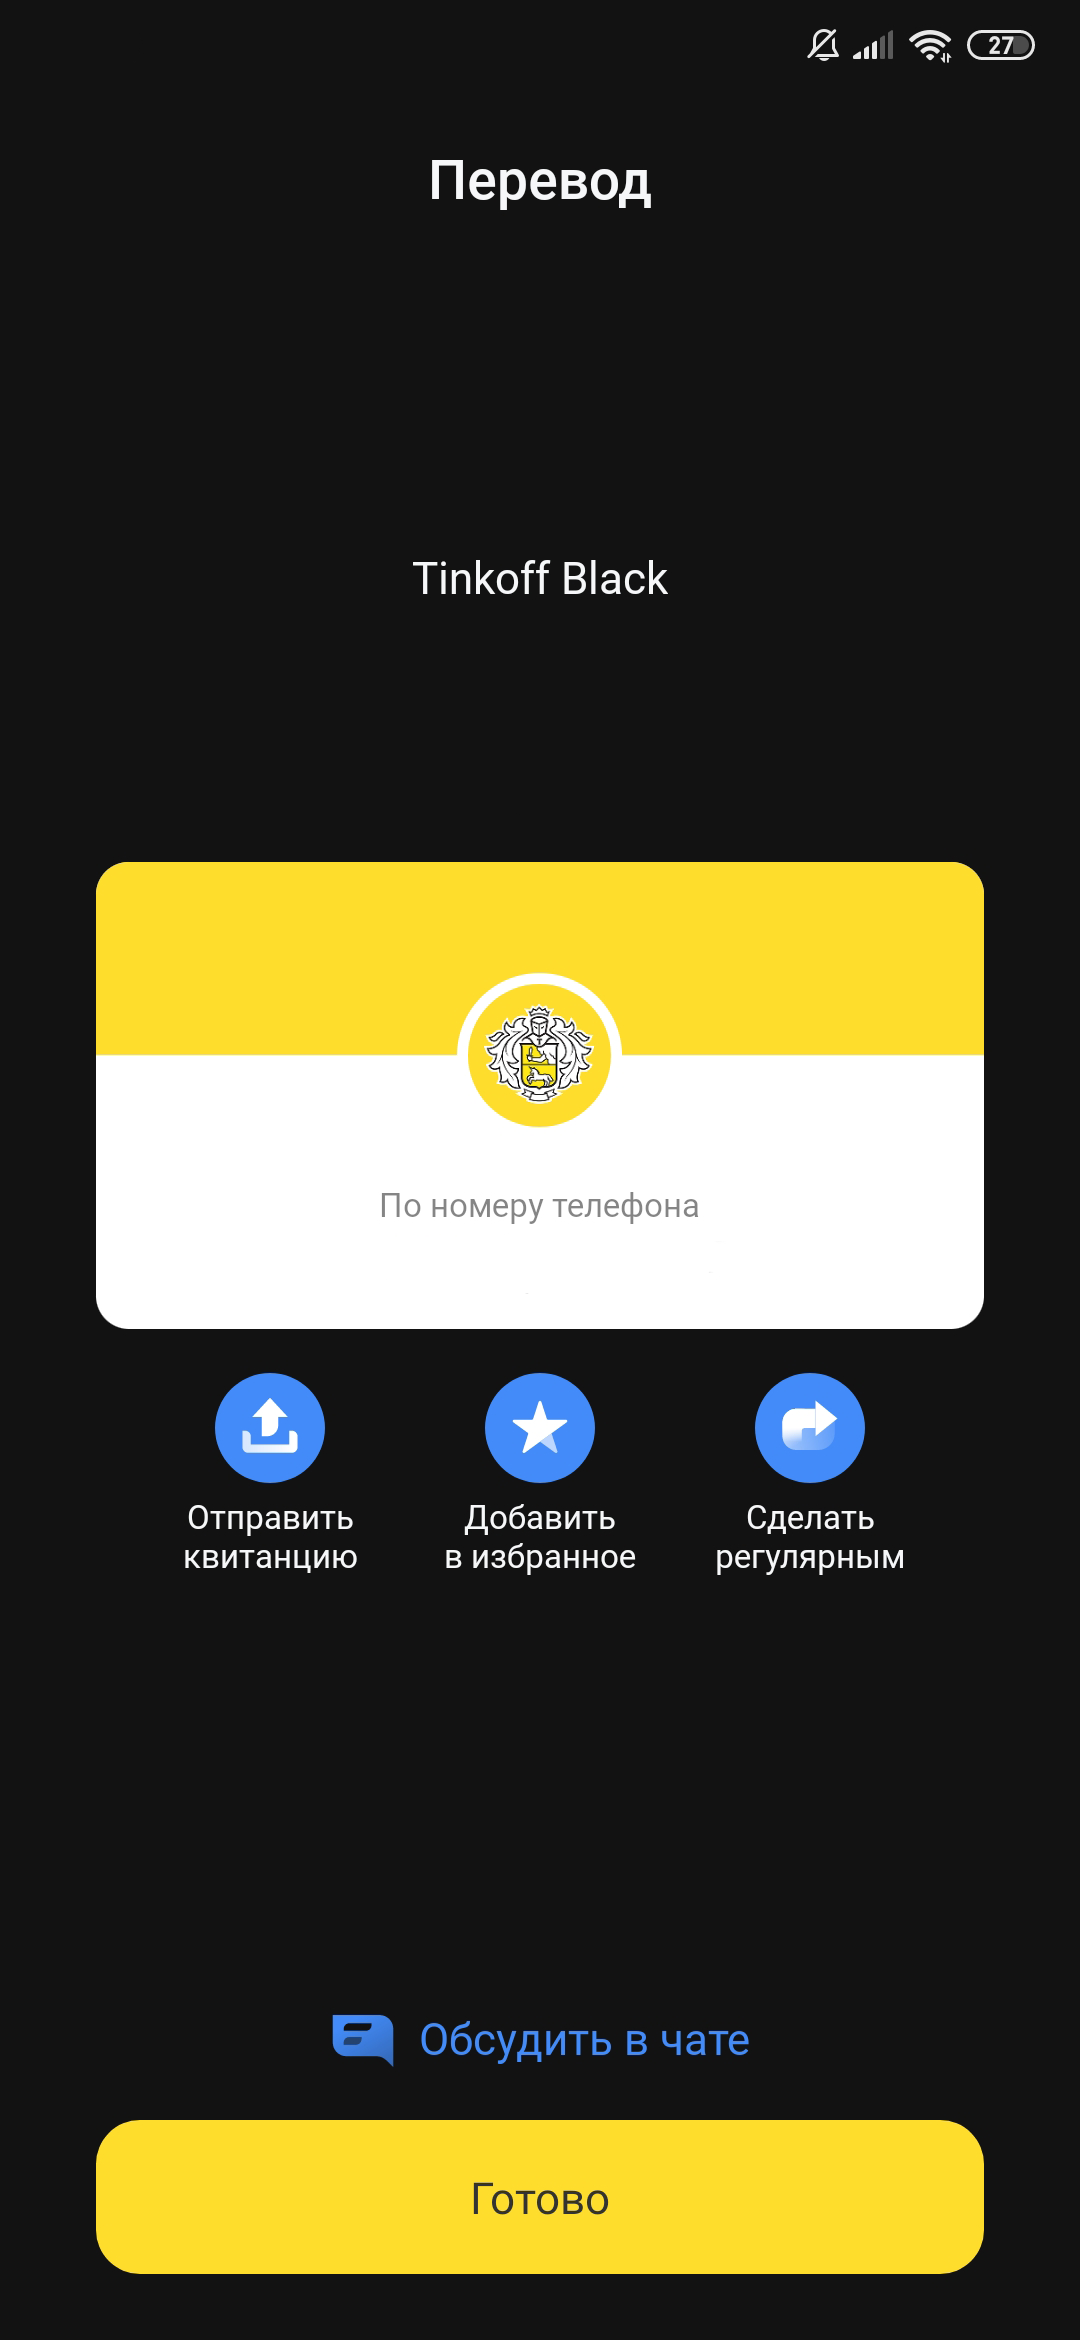 27
Перевод
Tinkoff Black
По номеру телефона
Отправить
квитанцию
Добавить
в избранное
Сделать
регулярным
Обсудить в чате
Готово